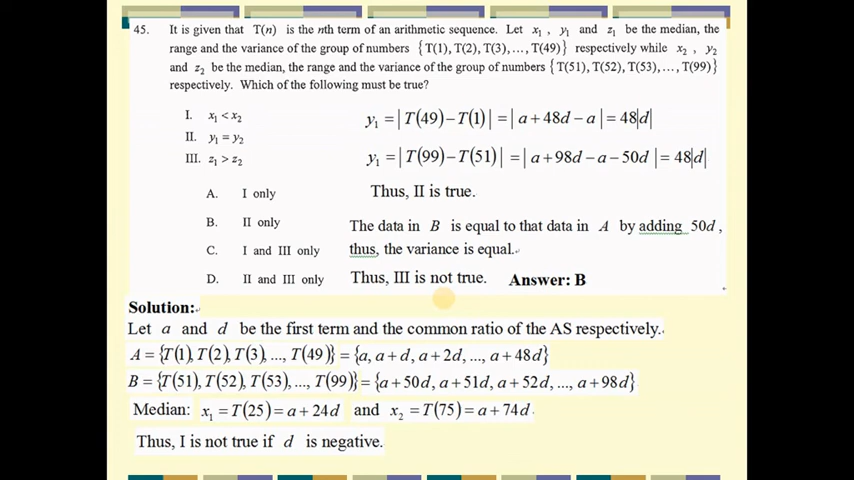 45. It is given that T(n) is the nth term of an arithmetic sequence. Let x₁ , y₁ and z₁ be the median, the
range and the variance of the group of numbers {T(1), T(2), T(3), ..., T(49)} respectively while x₂, y₂
and z₂ be the median, the range and the variance of the group of numbers {T(51), T(52), T(53), ..., T(99)}
respectively. Which of the following must be true?
I. x₁ < x₂
II. y₁ = y₂
III. z₁ > z₂
y₁ = | T(49) − T(1) | = | a + 48d − a | = 48|d|
y₁ = | T(99) − T(51) | = | a + 98d − a − 50d | = 48|d|
A. I only
B. II only
C. I and III only
D. II and III only
Thus, II is true.
The data in B is equal to that data in A by adding 50d ,
thus, the variance is equal.
Thus, III is not true. Answer: B
Solution:
Let a and d be the first term and the common ratio of the AS respectively.
A = {T(1), T(2), T(3), ..., T(49)} = {a, a + d, a + 2d, ..., a + 48d}
B = {T(51), T(52), T(53), ..., T(99)} = {a + 50d, a + 51d, a + 52d, ..., a + 98d}
Median: x₁ = T(25) = a + 24d and x₂ = T(75) = a + 74d
Thus, I is not true if d is negative.